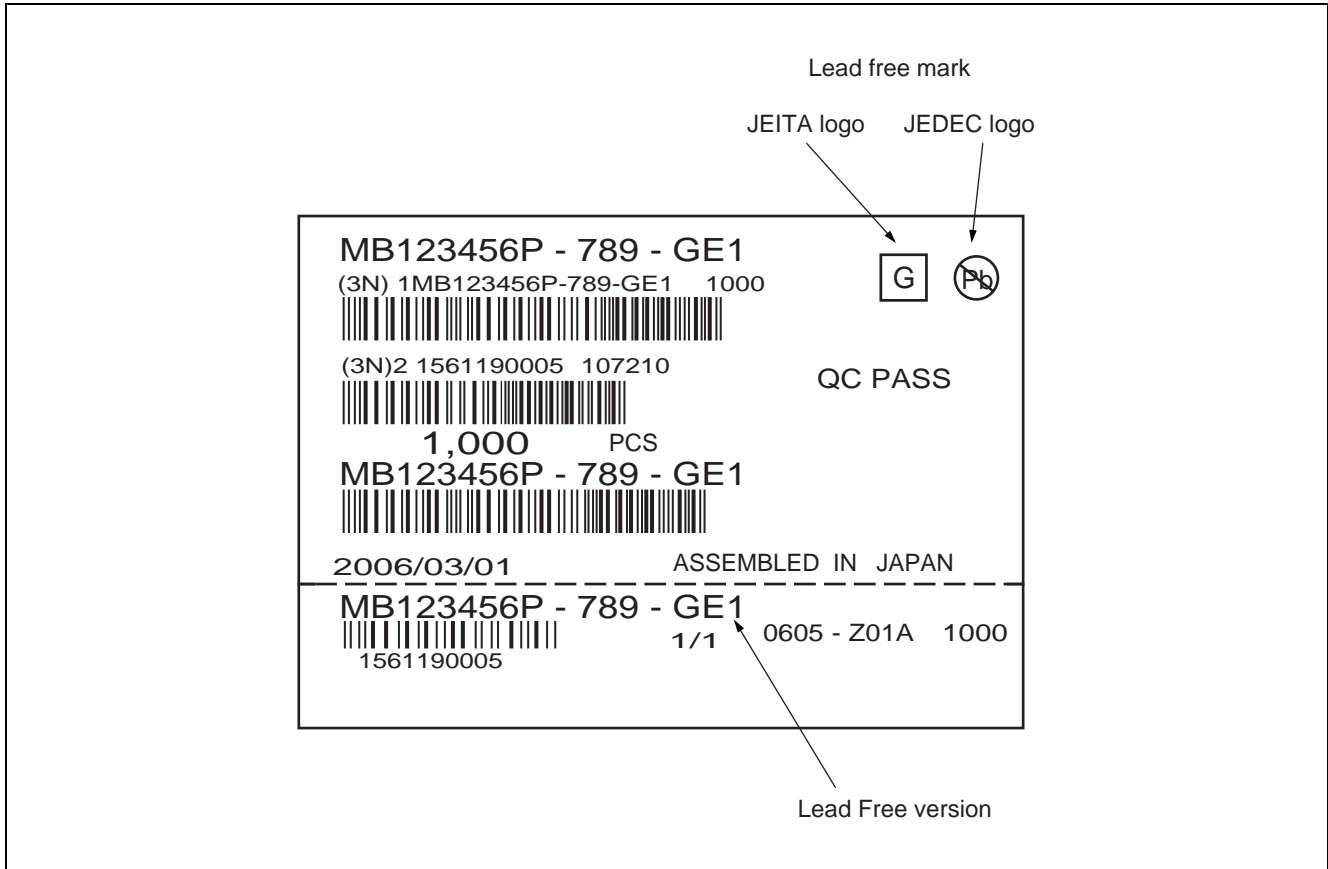 Lead free mark
JEITA logo JEDEC logo
MB123456P - 789 - GE1
(3N) 1MB123456P-789-GE1 1000
G Pb
(3N)2 1561190005 107210
QC PASS
1,000 PCS
MB123456P - 789 - GE1
2006/03/01 ASSEMBLED IN JAPAN
MB123456P - 789 - GE1
1/1 0605 - Z01A 1000
1561190005
Lead Free version